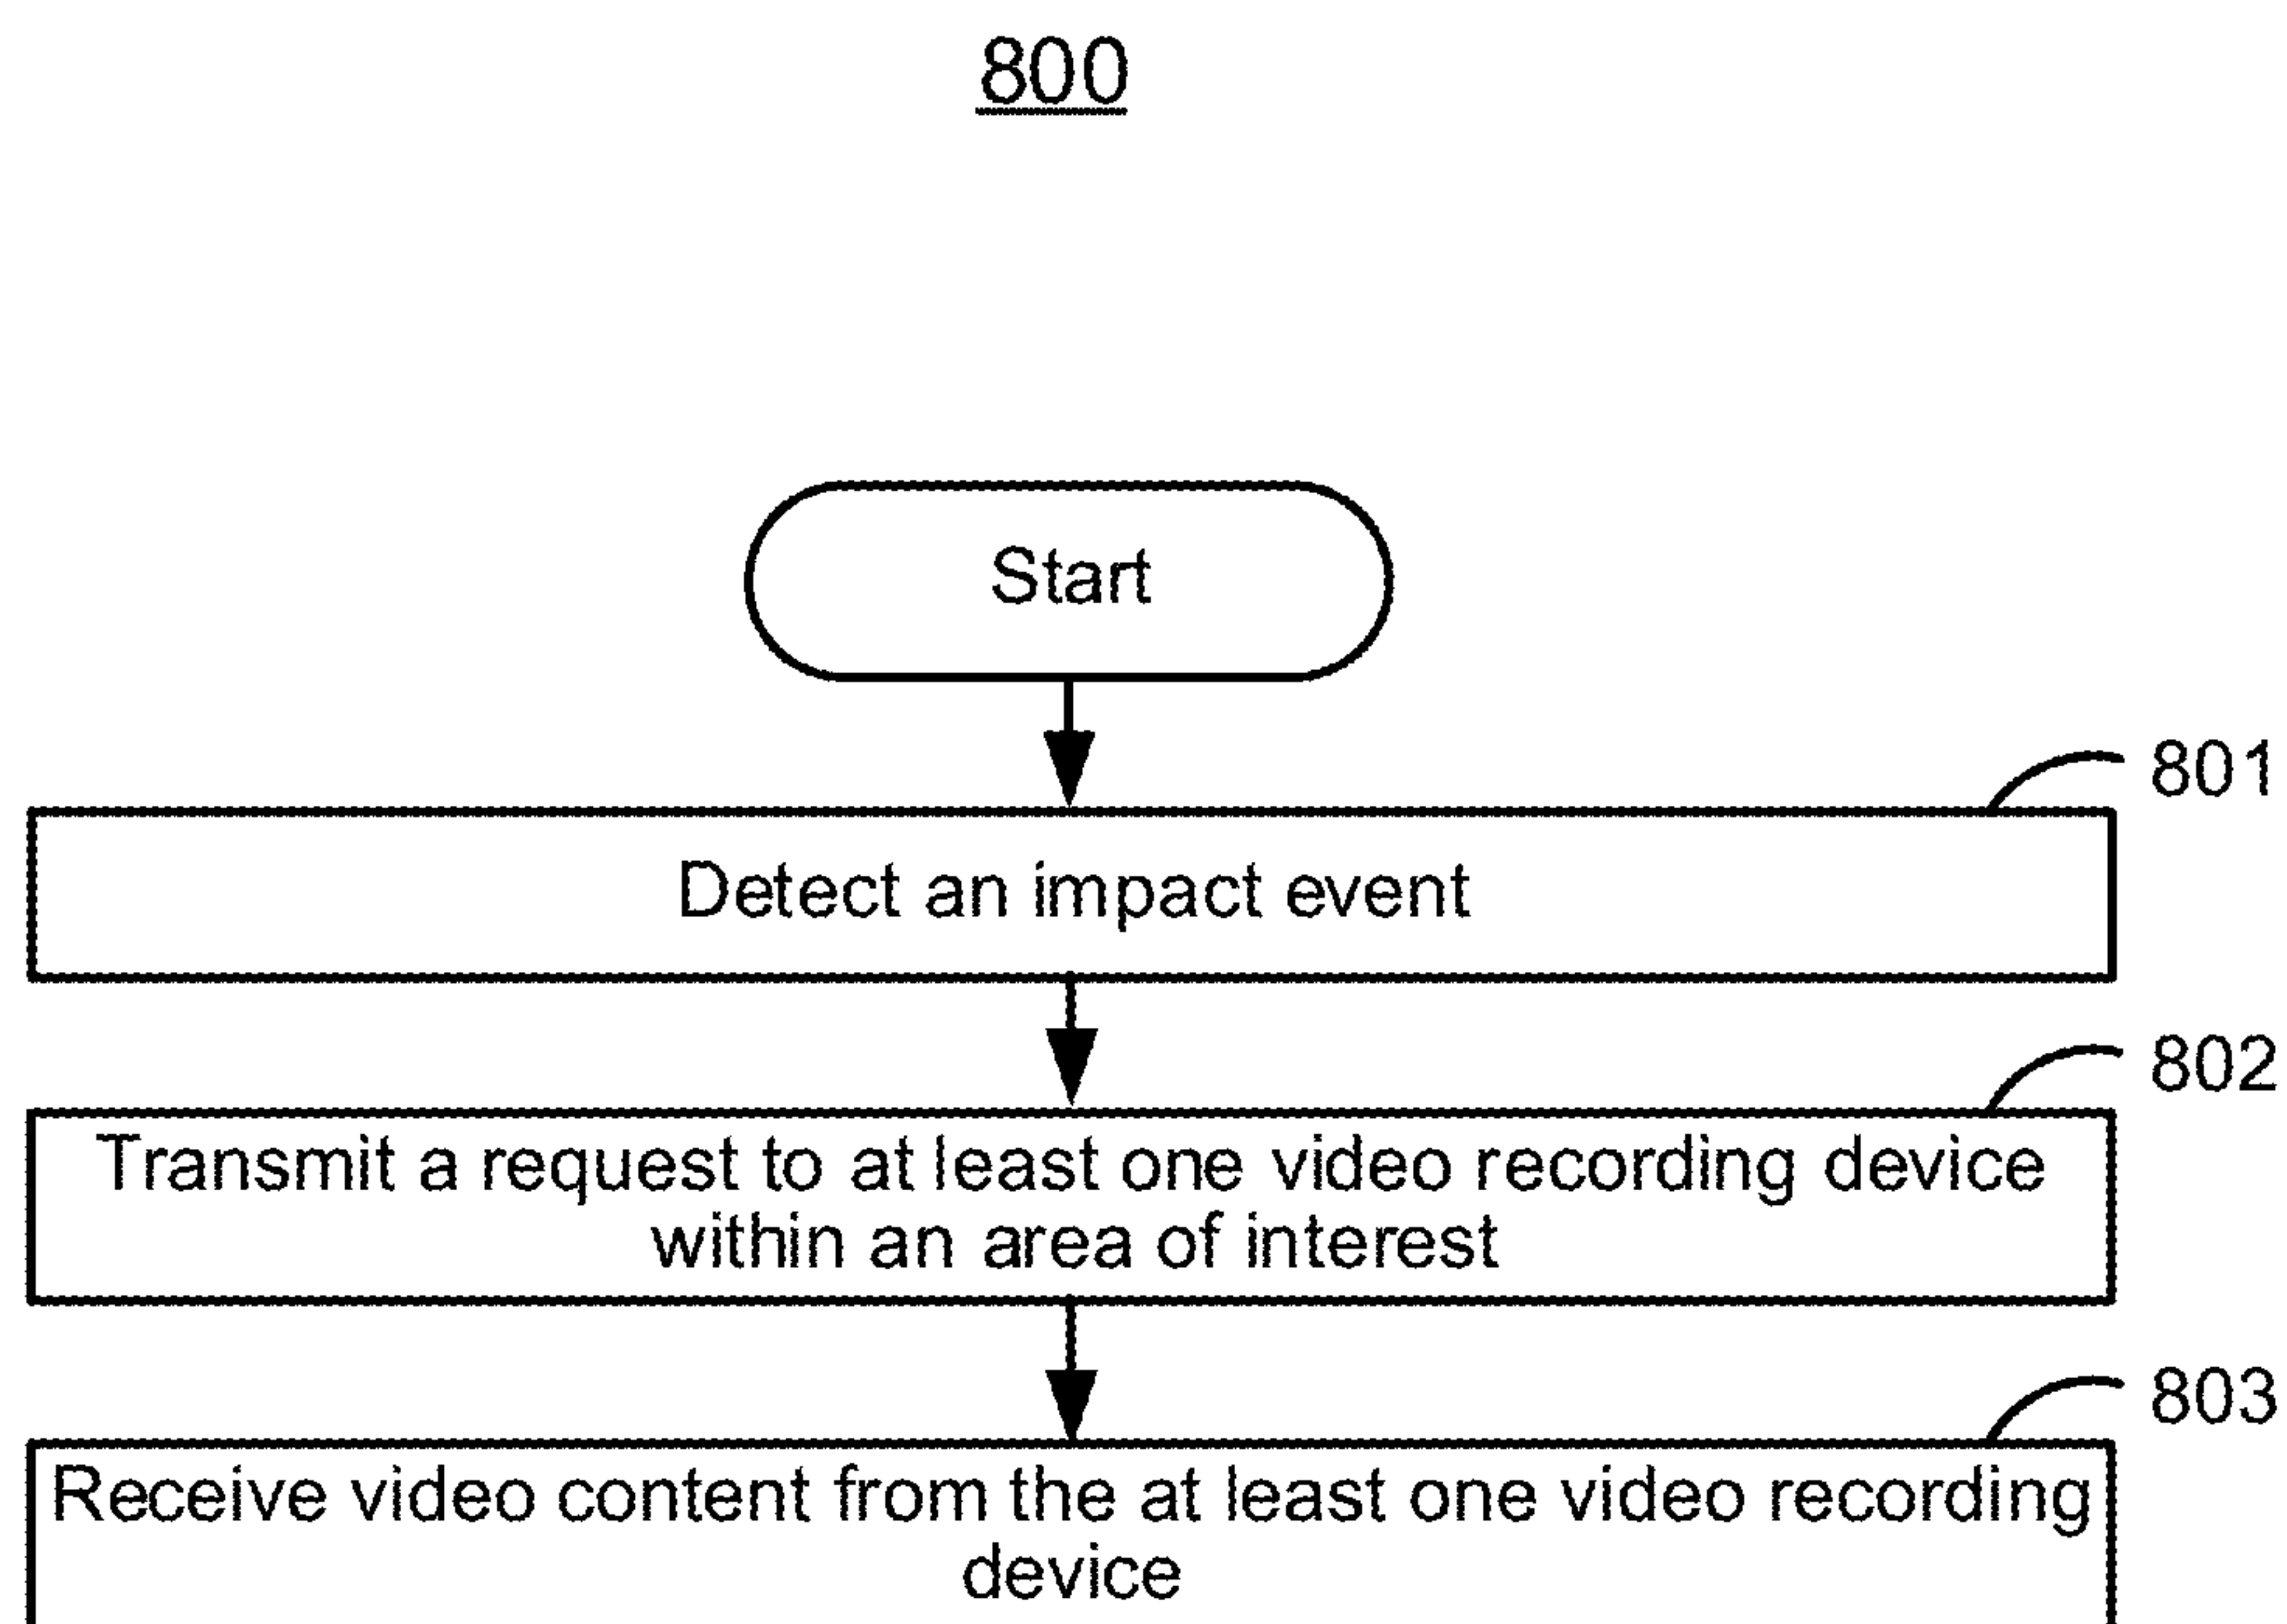 800
Start
801
Detect an impact event
802
Transmit a request to at least one video recording device
within an area of interest
803
Receive video content from the at least one video recording
device